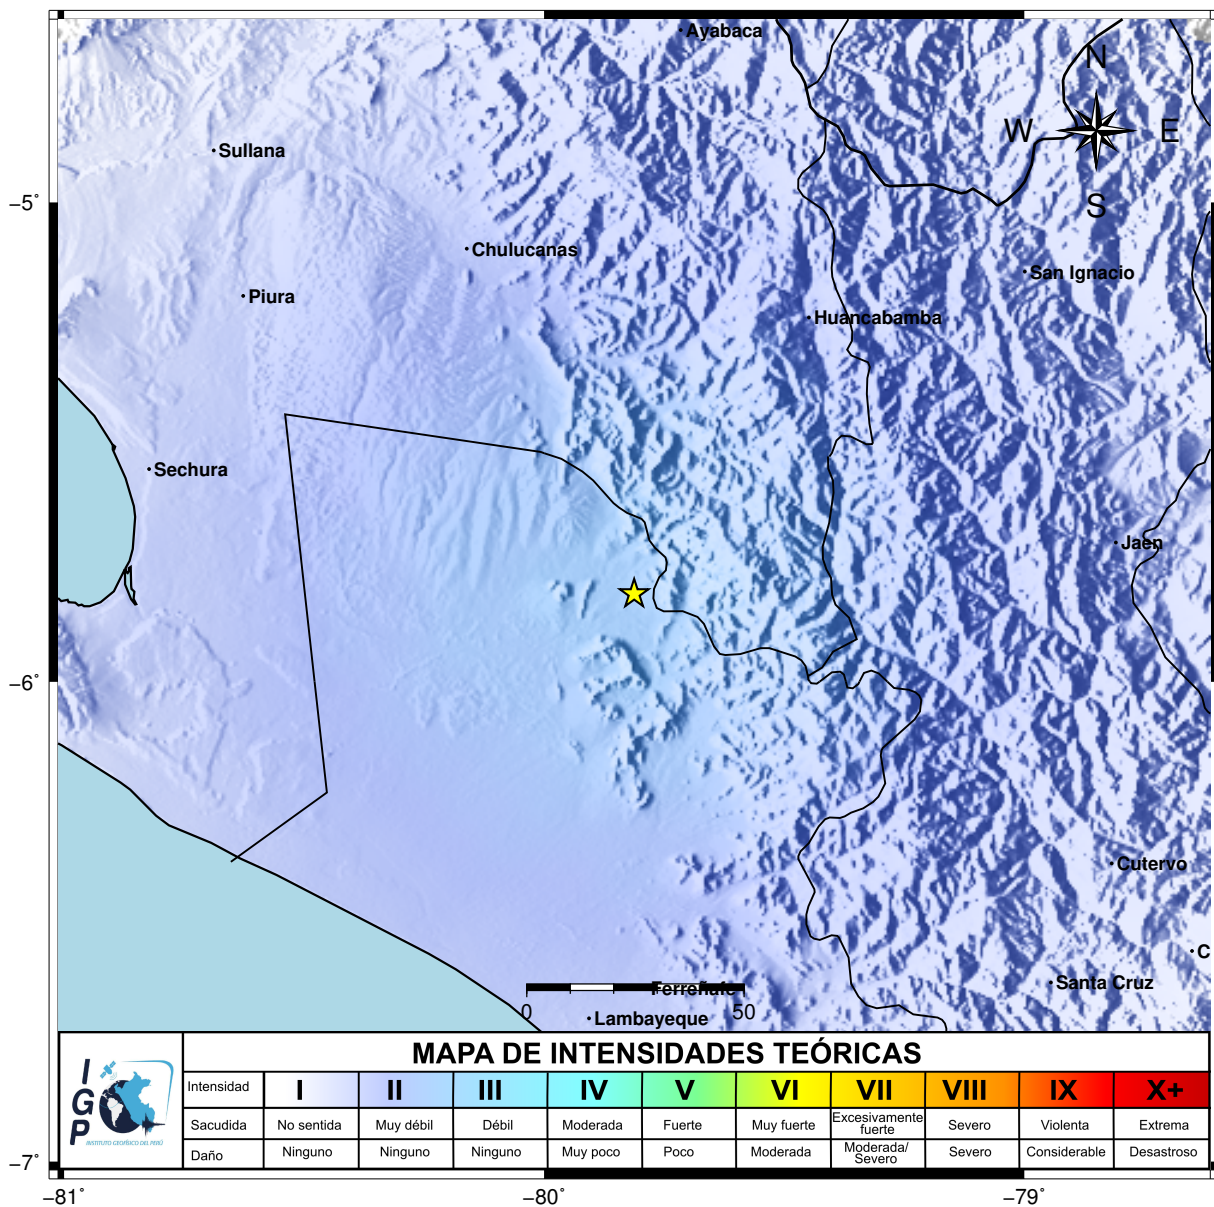 Ayabaca
N
W E
S
Sullana
−5˚
Chulucanas
San Ignacio
Piura
Huancabamba
Sechura
Jaen
−6˚
Cutervo
C
Santa Cruz
Ferreñafe
0 50
Lambayeque
MAPA DE INTENSIDADES TEÓRICAS
Intensidad I II III IV V VI VII VIII IX X+
Sacudida No sentida Muy débil Débil Moderada Fuerte Muy fuerte Excesivamente fuerte Severo Violenta Extrema
Daño Ninguno Ninguno Ninguno Muy poco Poco Moderada Moderada/ Severo Severo Considerable Desastroso
IGP
INSTITUTO GEOFÍSICO DEL PERÚ
−7˚
−81˚ −80˚ −79˚